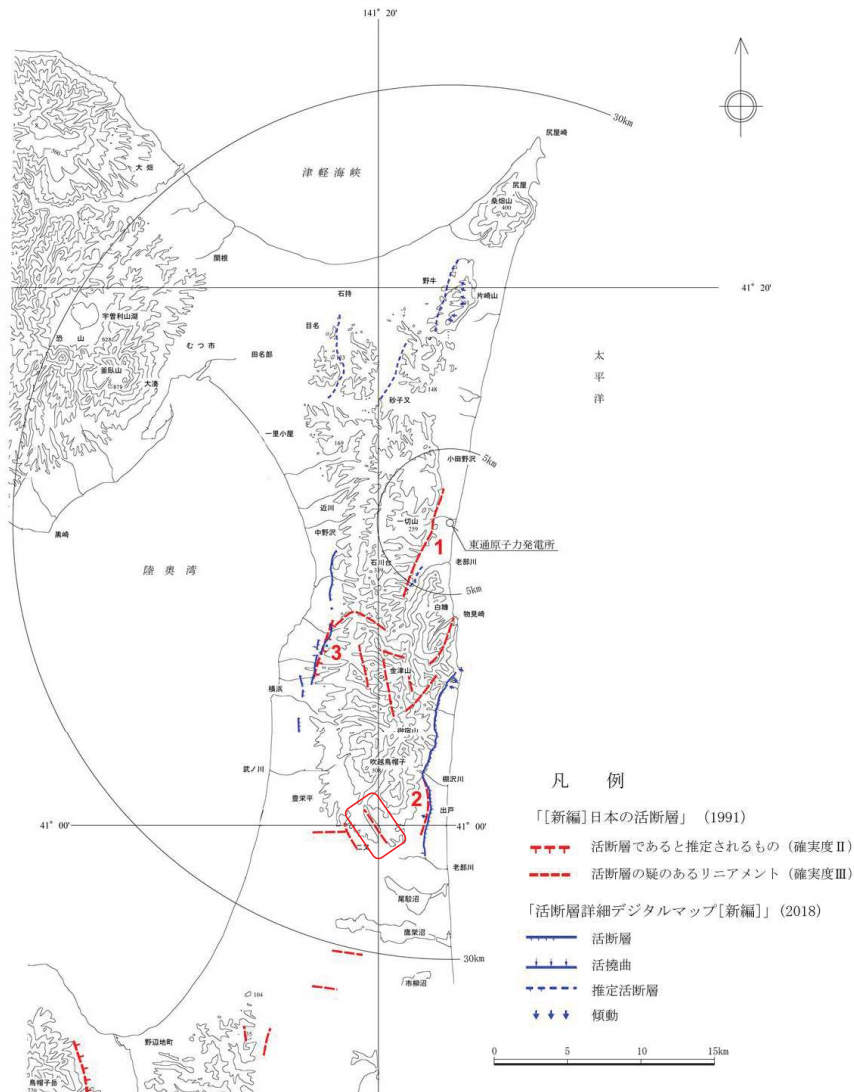 141° 20'
30km
尻屋崎
大畑
津軽海峡
尻屋
桑畑山
400
関根
野牛
石持
片崎山
41° 20'
宇曽利山湖
目名
恐山
828
むつ市
田名部
太平洋
釜臥山
879
大湊
砂子又
148
一里小屋
169
小田野沢
5km
近川
一切山
259
黒崎
中野沢
1
東通原子力発電所
石川台
陸奥湾
老部川
5km
白糠
物見崎
3
金津山
横浜
御宿山
吹越烏帽子
508
武ノ川
棚沢川
豊栄平
2
出戸
41° 00'
41° 00'
二又
老部川
尾駮沼
鷹架沼
30km
市柳沼
104
野辺地町
烏帽子岳
凡 例
「[新編]日本の活断層」 (1991)
活断層であると推定されるもの (確実度Ⅱ)
活断層の疑のあるリニアメント (確実度Ⅲ)
「活断層詳細デジタルマップ[新編]」(2018)
活断層
活撓曲
推定活断層
傾動
0 5 10 15km